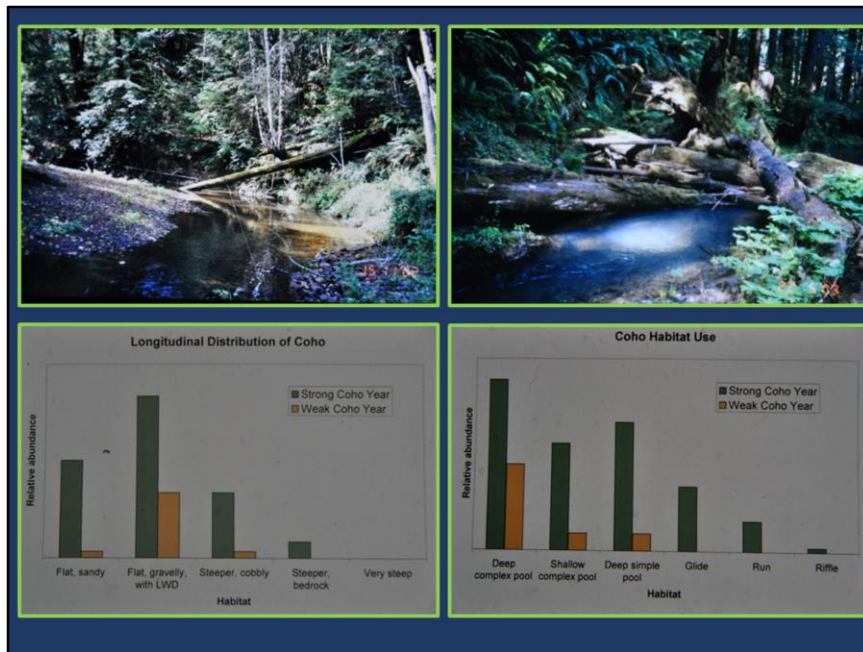 Longitudinal Distribution of Coho
Relative abundance
Strong Coho Year
Weak Coho Year
Flat, sandy
Flat, gravelly,
with LWD
Steeper, cobbly
Steeper,
bedrock
Very steep
Habitat
Coho Habitat Use
Relative abundance
Strong Coho Year
Weak Coho Year
Deep
complex pool
Shallow
complex pool
Deep simple
pool
Glide
Run
Riffle
Habitat